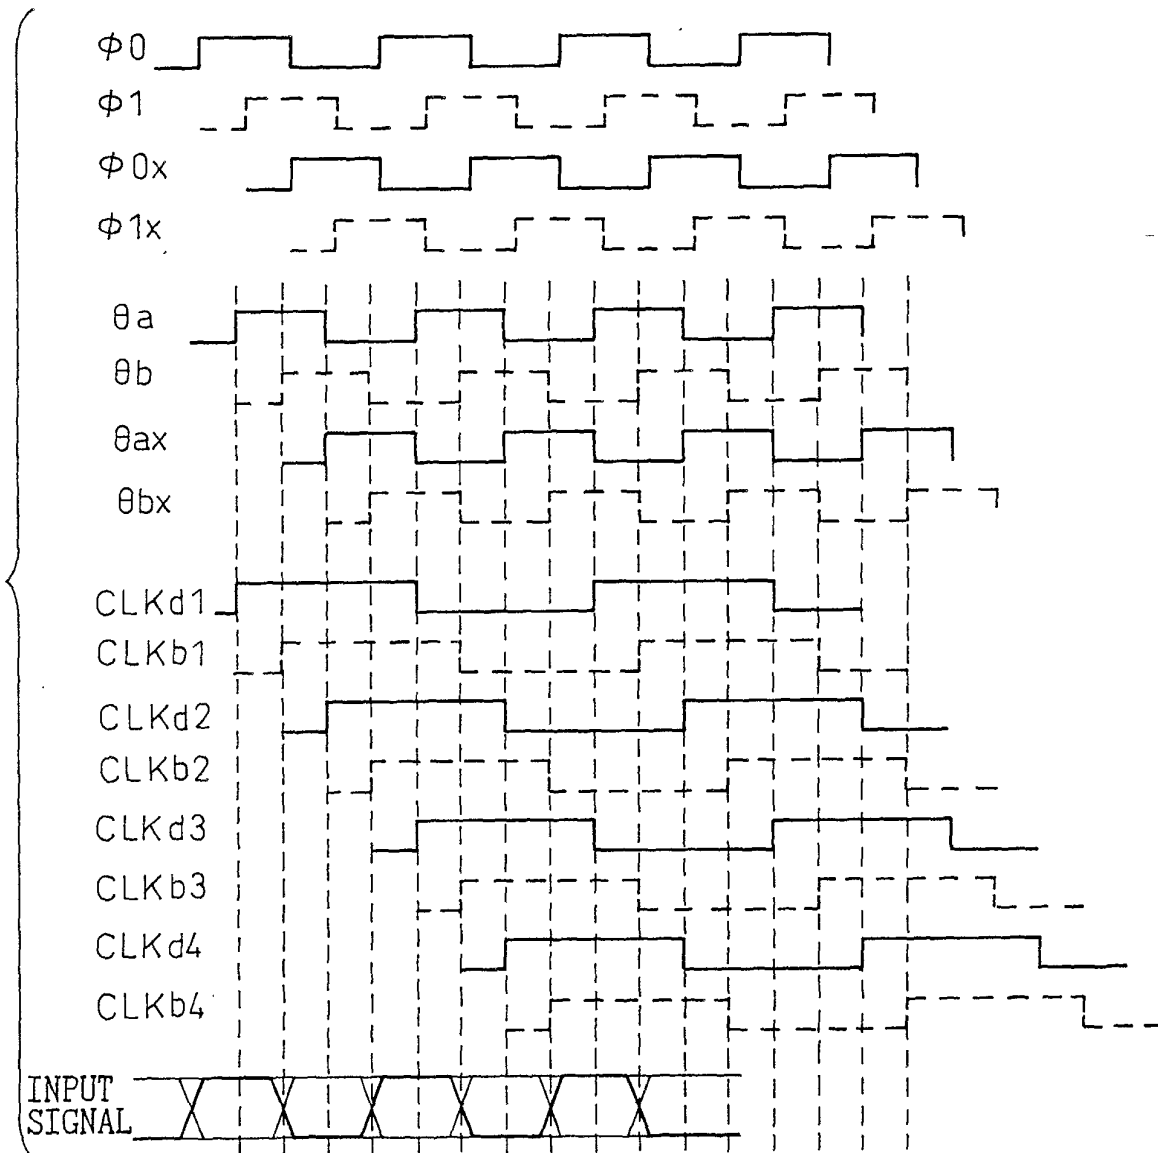 ϕ0
ϕ1
ϕ0x
ϕ1x
θa
θb
θax
θbx
CLKd1
CLKb1
CLKd2
CLKb2
CLKd3
CLKb3
CLKd4
CLKb4
INPUT
SIGNAL